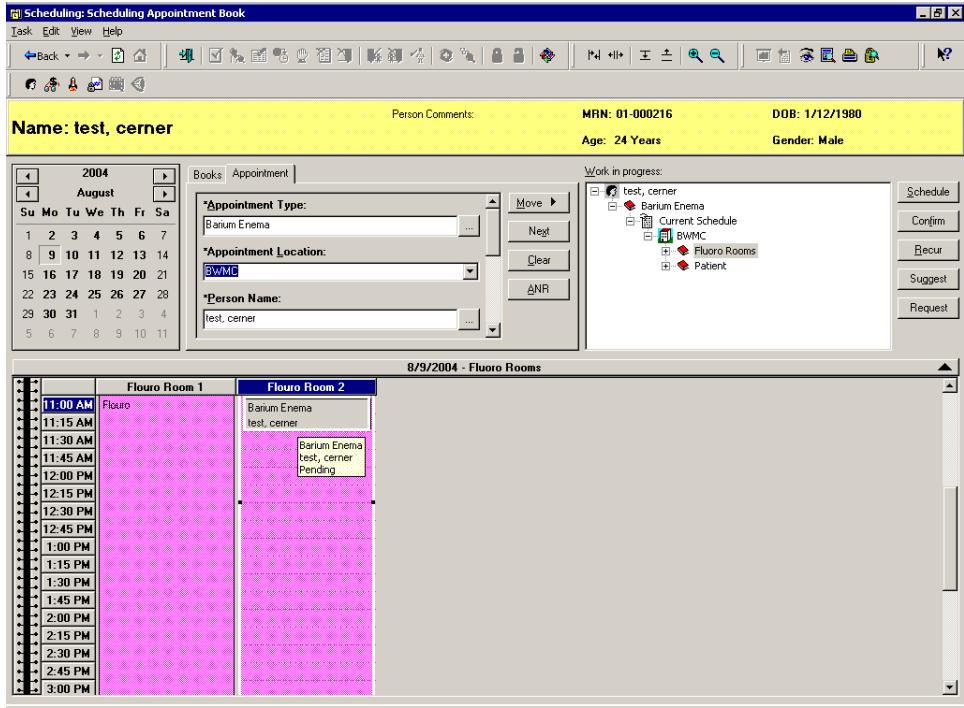 Scheduling: Scheduling Appointment Book
Task Edit View Help
Back
Name: test, cerner
Person Comments:
MRN: 01-000216
DOB: 1/12/1980
Age: 24 Years
Gender: Male
2004
August
Su Mo Tu We Th Fr Sa
1 2 3 4 5 6 7
8 9 10 11 12 13 14
15 16 17 18 19 20 21
22 23 24 25 26 27 28
29 30 31 1 2 3 4
5 6 7 8 9 10 11
Books Appointment
*Appointment Type:
Barium Enema
...
*Appointment Location:
BWMC
*Person Name:
test, cerner
...
Move
Next
Clear
ANR
Work in progress:
test, cerner
Barium Enema
Current Schedule
BWMC
Fluoro Rooms
Patient
Schedule
Confirm
Recur
Suggest
Request
8/9/2004 - Fluoro Rooms
Flouro Room 1 Flouro Room 2
11:00 AM Flouro Barium Enema
11:15 AM test, cerner
11:30 AM
11:45 AM
12:00 PM
Barium Enema
test, cerner
Pending
12:15 PM
12:30 PM
12:45 PM
1:00 PM
1:15 PM
1:30 PM
1:45 PM
2:00 PM
2:15 PM
2:30 PM
2:45 PM
3:00 PM